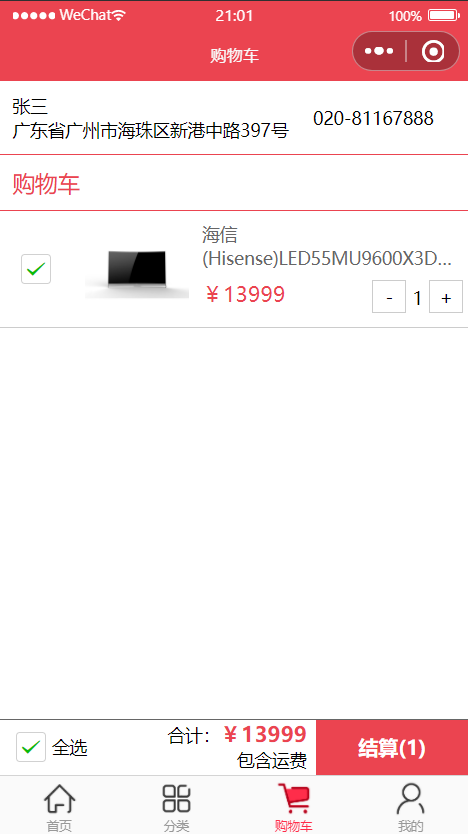 WeChat 21:01 100%
购物车
张三
广东省广州市海珠区新港中路397号
020-81167888
购物车
海信
(Hisense)LED55MU9600X3D...
￥13999
- 1 +
全选
合计：￥13999
包含运费
结算(1)
首页 分类 购物车 我的